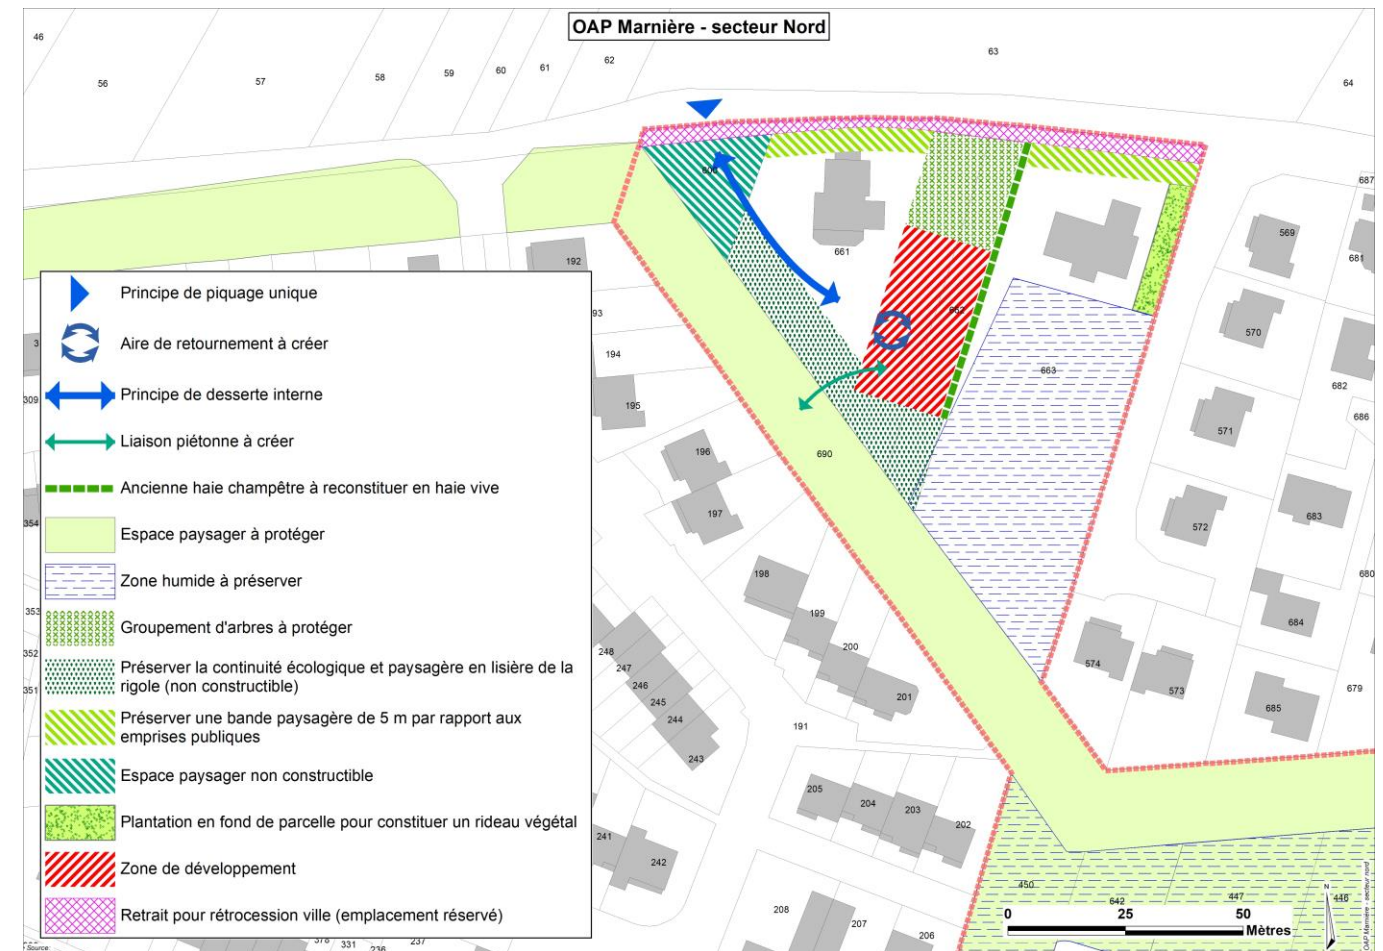 OAP Marnière - secteur Nord
46
56
57
58
59
60
61
62
63
64
687
569
681
570
682
686
571
683
572
680
684
574
573
685
679
661
663
690
192
194
195
196
197
198
199
200
201
191
205
204
203
202
248
247
246
245
244
243
241
242
208
207
206
450
642
447
446
309
354
353
352
351
331
237
Principe de piquage unique
Aire de retournement à créer
Principe de desserte interne
Liaison piétonne à créer
Ancienne haie champêtre à reconstituer en haie vive
Espace paysager à protéger
Zone humide à préserver
Groupement d'arbres à protéger
Préserver la continuité écologique et paysagère en lisière de la
rigole (non constructible)
Préserver une bande paysagère de 5 m par rapport aux
emprises publiques
Espace paysager non constructible
Plantation en fond de parcelle pour constituer un rideau végétal
Zone de développement
Retrait pour rétrocession ville (emplacement réservé)
0 25 50
Mètres
N
OAP Marnière - secteur nord
Source: